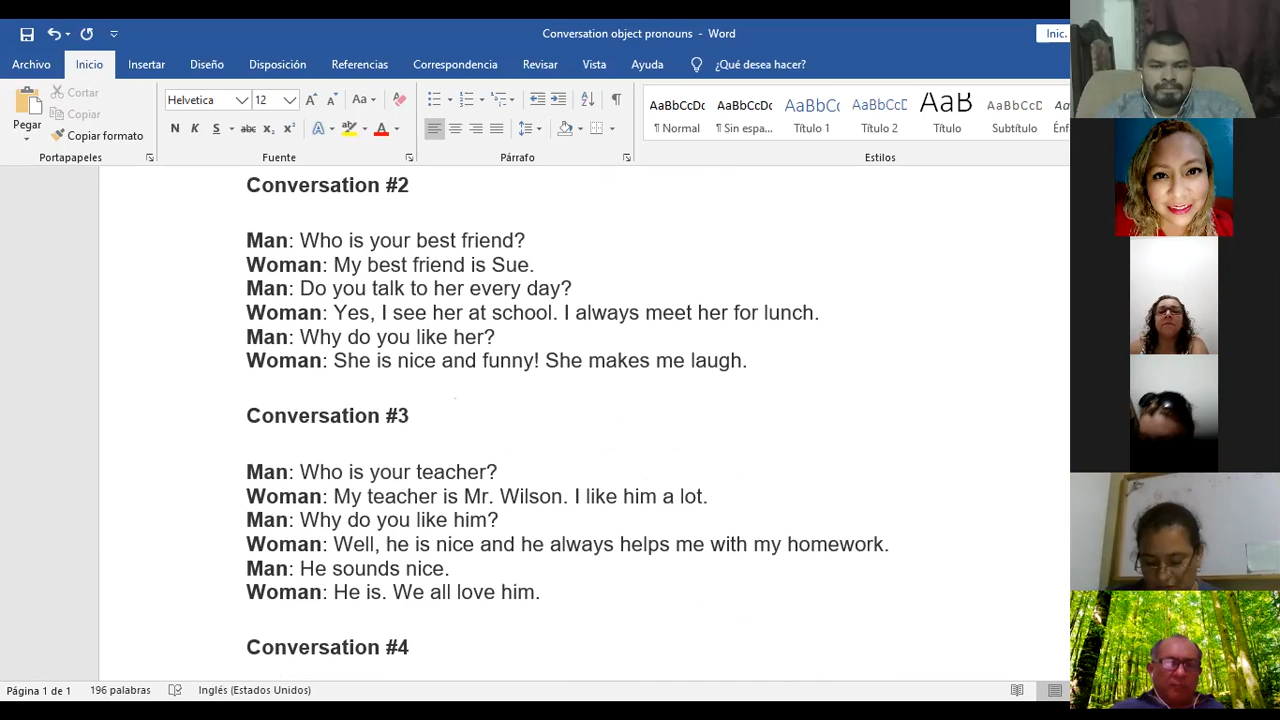 Conversation object pronouns - Word
Inic.
Archivo Inicio Insertar Diseño Disposición Referencias Correspondencia Revisar Vista Ayuda ¿Qué desea hacer?
Pegar
Cortar
Copiar
Copiar formato
Portapapeles
Helvetica 12
N K S abc x₂ x²
Fuente
Párrafo
AaBbCcDc AaBbCcDc AaBbCc AaBbCcD AaB AaBbCcD AaBbCcDt
¶ Normal ¶ Sin espa... Título 1 Título 2 Título Subtítulo Énf
Estilos
Conversation #2
Man: Who is your best friend?
Woman: My best friend is Sue.
Man: Do you talk to her every day?
Woman: Yes, I see her at school. I always meet her for lunch.
Man: Why do you like her?
Woman: She is nice and funny! She makes me laugh.
Conversation #3
Man: Who is your teacher?
Woman: My teacher is Mr. Wilson. I like him a lot.
Man: Why do you like him?
Woman: Well, he is nice and he always helps me with my homework.
Man: He sounds nice.
Woman: He is. We all love him.
Conversation #4
Página 1 de 1 196 palabras Inglés (Estados Unidos)